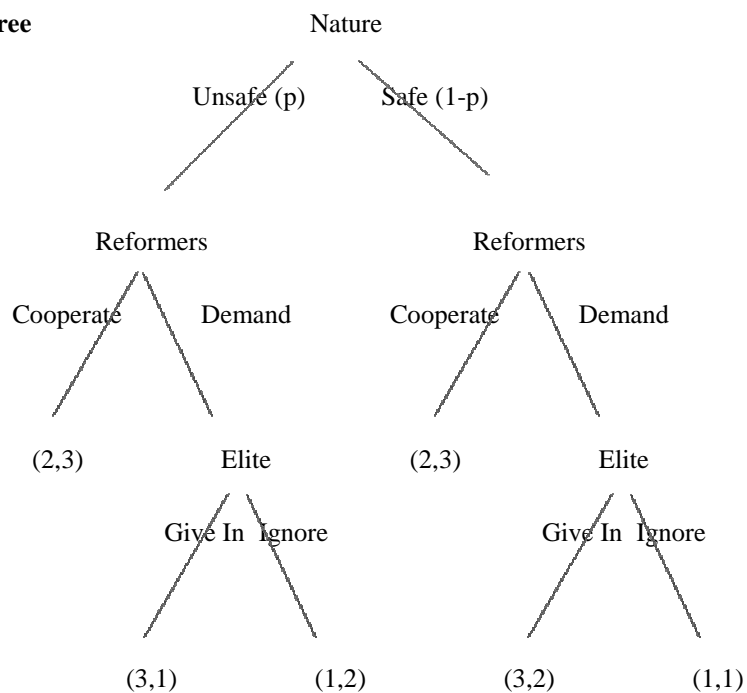 ree
Nature
Unsafe (p) Safe (1-p)
Reformers Reformers
Cooperate Demand Cooperate Demand
(2,3) Elite (2,3) Elite
Give In Ignore Give In Ignore
(3,1) (1,2) (3,2) (1,1)